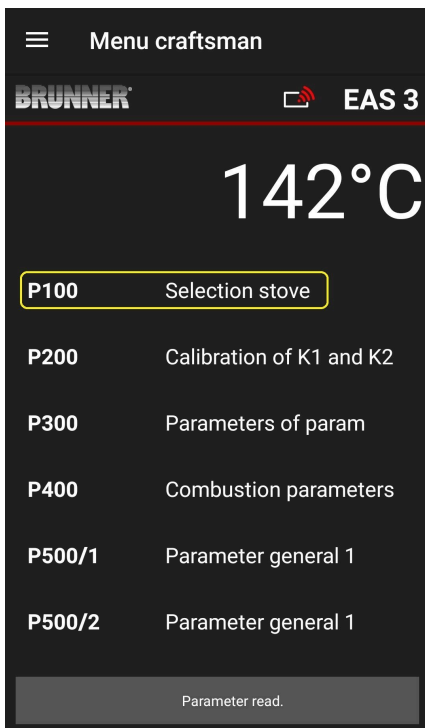 Menu craftsman
BRUNNER EAS 3
142°C
P100 Selection stove
P200 Calibration of K1 and K2
P300 Parameters of param
P400 Combustion parameters
P500/1 Parameter general 1
P500/2 Parameter general 1
Parameter read.